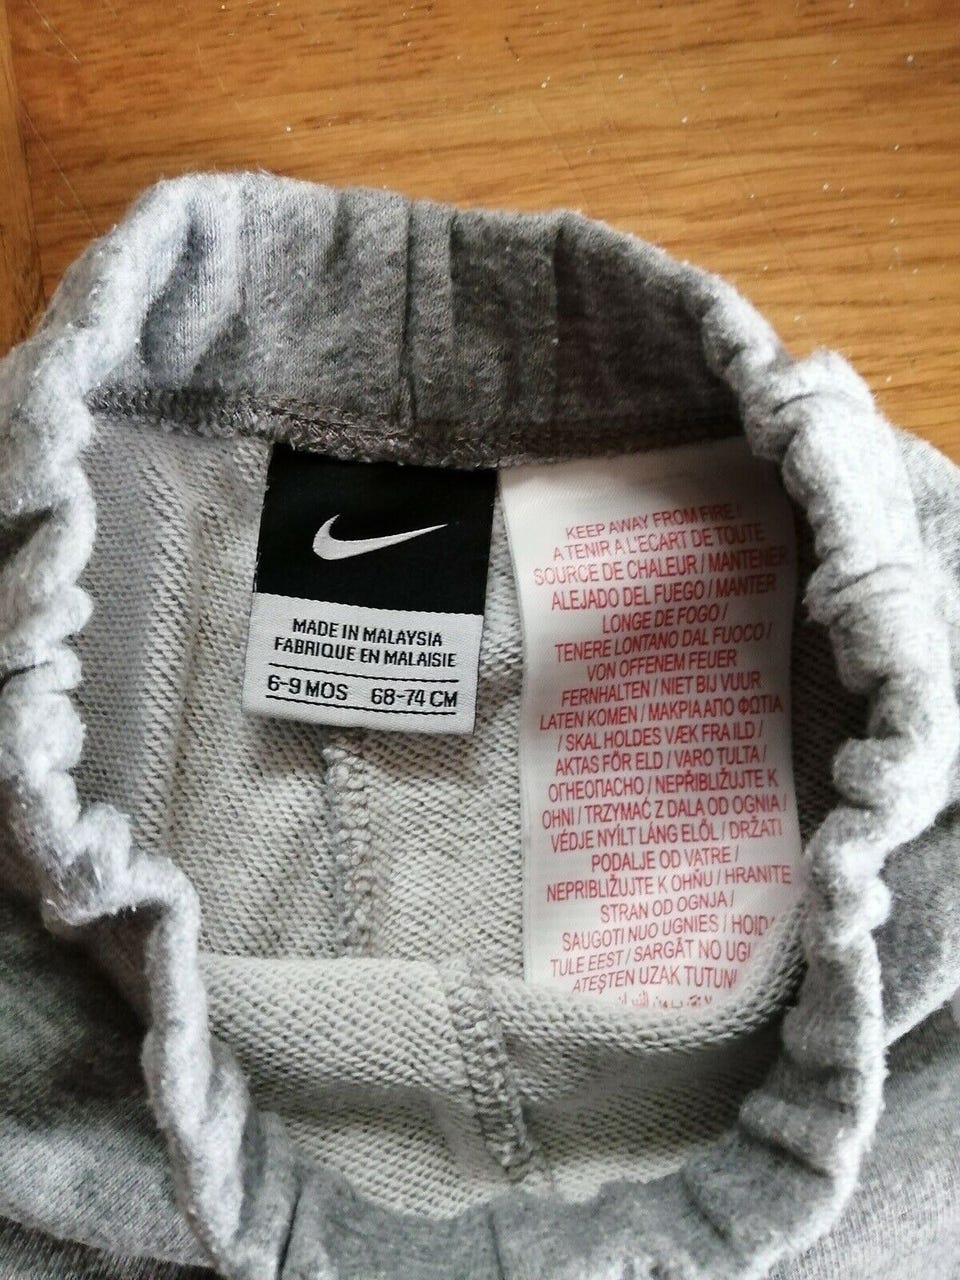 MADE IN MALAYSIA
FABRIQUE EN MALAISIE
6-9 MOS 68-74 CM
KEEP AWAY FROM FIRE /
A TENIR A L'ECART DE TOUTE
SOURCE DE CHALEUR / MANTENER
ALEJADO DEL FUEGO / MANTER
LONGE DE FOGO /
TENERE LONTANO DAL FUOCO /
VON OFFENEM FEUER
FERNHALTEN / NIET BIJ VUUR
LATEN KOMEN / ΜΑΚΡΙΑ ΑΠΟ ΦΩΤΙΑ
/ SKAL HOLDES VÆK FRA ILD /
AKTAS FÖR ELD / VARO TULTA /
ОГНЕОПАСНО / NEPŘIBLIŽUJTE K
OHNI / TRZYMAĆ Z DALA OD OGNIA /
VÉDJE NYÍLT LÁNG ELŐL / DRŽATI
PODALJE OD VATRE /
NEPRIBLIŽUJTE K OHŇU / HRANITE
STRAN OD OGNJA /
SAUGOTI NUO UGNIES / HOID
TULE EEST / SARGĀT NO UGU
ATEŞTEN UZAK TUTUN